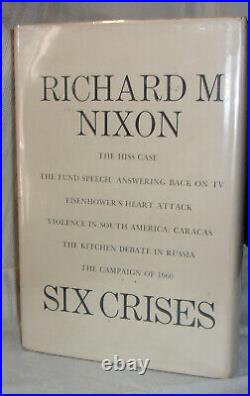 RICHARD M
NIXON
THE HISS CASE
THE FUND SPEECH: ANSWERING BACK ON TV
EISENHOWER'S HEART ATTACK
VIOLENCE IN SOUTH AMERICA: CARACAS
THE KITCHEN DEBATE IN RUSSIA
THE CAMPAIGN OF 1960
SIX CRISES